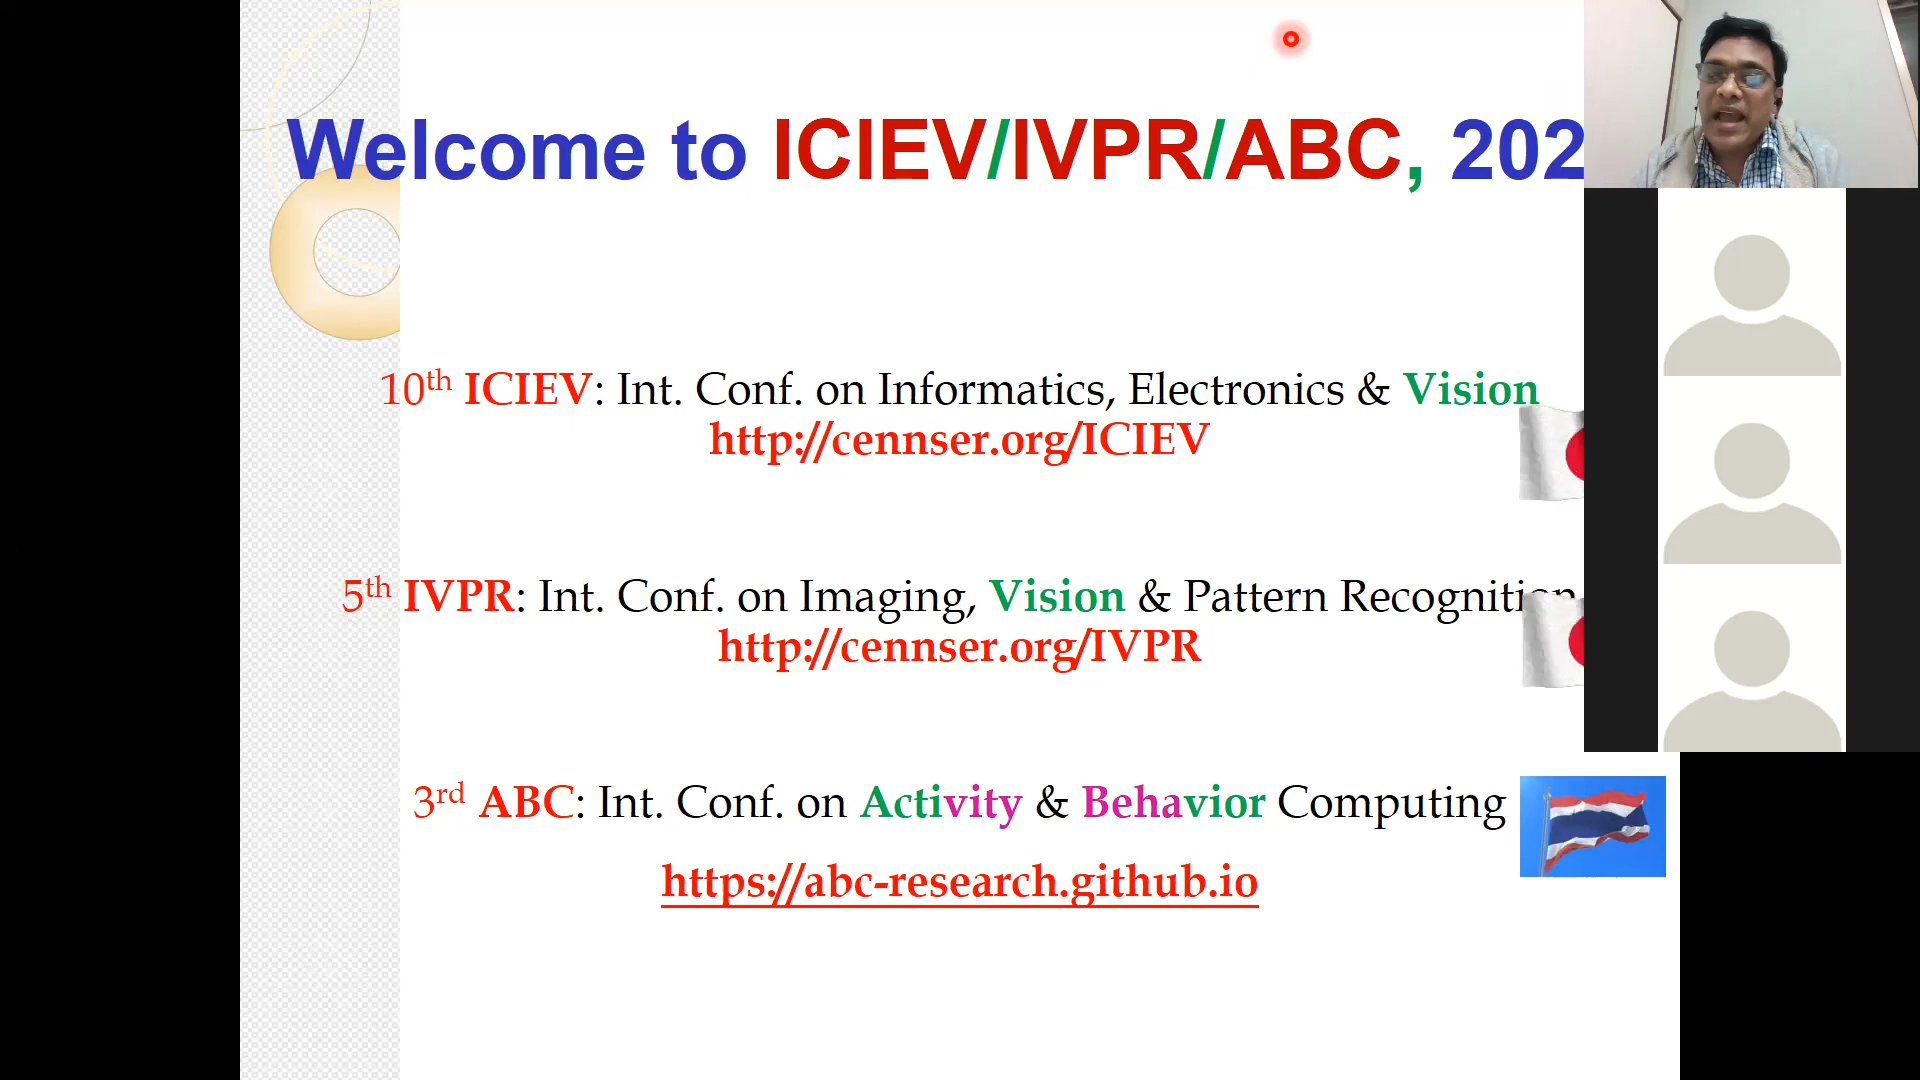 Welcome to ICIEV/IVPR/ABC, 202
10th ICIEV: Int. Conf. on Informatics, Electronics & Vision
http://cennser.org/ICIEV
5th IVPR: Int. Conf. on Imaging, Vision & Pattern Recognition
http://cennser.org/IVPR
3rd ABC: Int. Conf. on Activity & Behavior Computing
https://abc-research.github.io